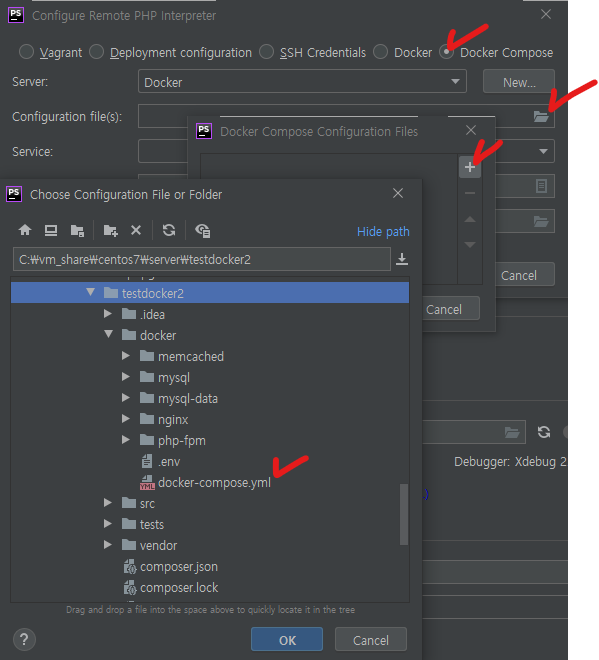 PS Configure Remote PHP Interpreter
Vagrant Deployment configuration SSH Credentials Docker Docker Compose
Server: Docker New...
Configuration file(s):
PS Docker Compose Configuration Files
Service:
PS Choose Configuration File or Folder
Hide path
C:₩vm_share₩centos7₩server₩testdocker2
Cancel
testdocker2
Cancel
.idea
docker
memcached
mysql
mysql-data
nginx
php-fpm
.env
Debugger: Xdebug 2
YML docker-compose.yml
src
tests
vendor
composer.json
composer.lock
Drag and drop a file into the space above to quickly locate it in the tree
? OK Cancel